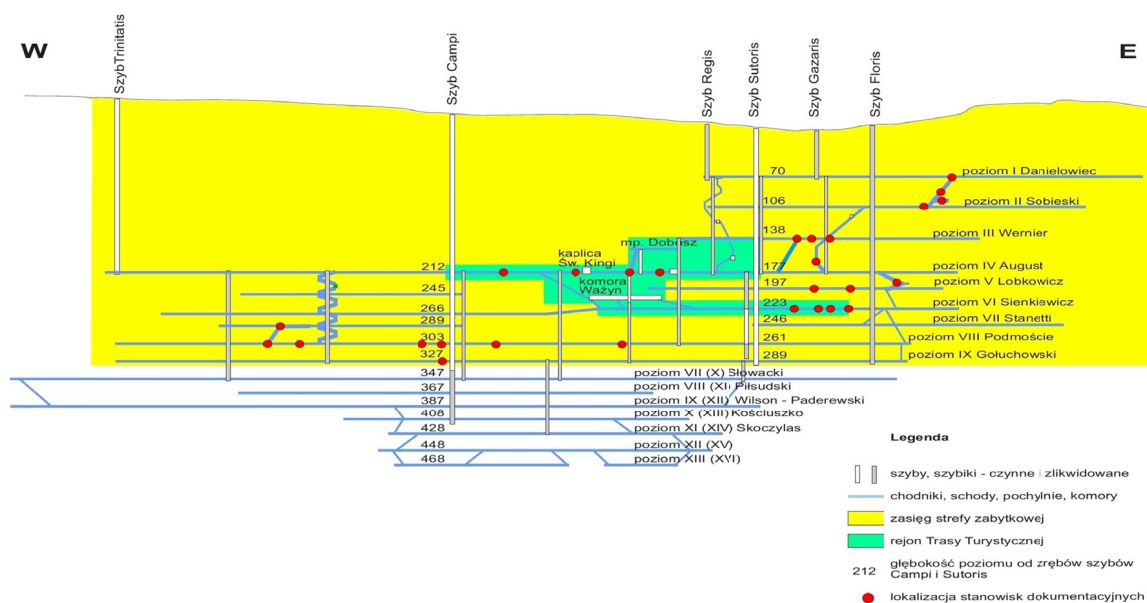 W
E
SzybTrinitatis
Szyb Campi
Szyb Regis
Szyb Sutoris
Szyb Gazaris
Szyb Floris
70
poziom I Danielowiec
106
poziom II Sobieski
138
poziom III Wernier
mp. Dobosz
kaplica
Św. Kingi
212
177
poziom IV August
komora
Ważyn
245
197
poziom V Lobkowicz
266
223
poziom VI Sienkiewicz
289
246
poziom VII Stanetti
303
261
poziom VIII Podmoście
327
289
poziom IX Gołuchowski
347
poziom VII (X) Słowacki
367
poziom VIII (XI) Piłsudski
387
poziom IX (XII) Wilson - Paderewski
408
poziom X (XIII) Kościuszko
428
poziom XI (XIV) Skoczylas
448
poziom XII (XV)
468
poziom XIII (XVI)
Legenda
szyby, szybiki - czynne i zlikwidowane
chodniki, schody, pochylnie, komory
zasięg strefy zabytkowej
rejon Trasy Turystycznej
212
głębokość poziomu od zrębów szybów
Campi i Sutoris
lokalizacja stanowisk dokumentacyjnych